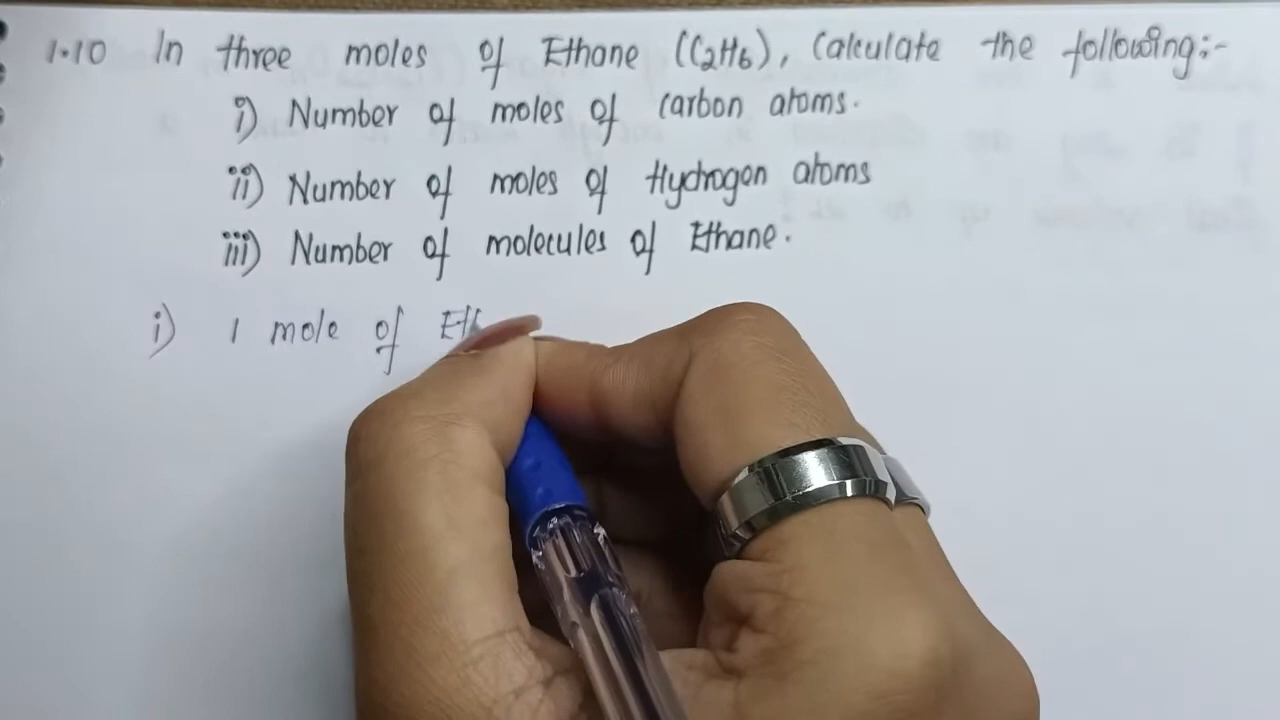 1.10 In three moles of Ethane (C₂H₆), Calculate the following:-
i) Number of moles of carbon atoms.
ii) Number of moles of Hydrogen atoms
iii) Number of molecules of Ethane.
i) 1 mole of Eth